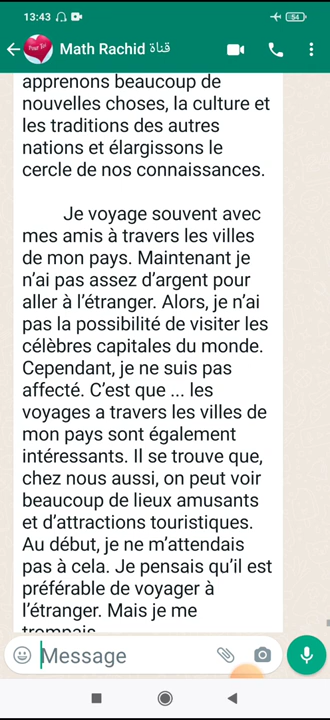 13:43
54
Math Rachid قناة
apprenons beaucoup de
nouvelles choses, la culture et
les traditions des autres
nations et élargissons le
cercle de nos connaissances.
Je voyage souvent avec
mes amis à travers les villes
de mon pays. Maintenant je
n'ai pas assez d'argent pour
aller à l'étranger. Alors, je n'ai
pas la possibilité de visiter les
célèbres capitales du monde.
Cependant, je ne suis pas
affecté. C'est que ... les
voyages a travers les villes de
mon pays sont également
intéressants. Il se trouve que,
chez nous aussi, on peut voir
beaucoup de lieux amusants
et d'attractions touristiques.
Au début, je ne m'attendais
pas à cela. Je pensais qu'il est
préférable de voyager à
l'étranger. Mais je me
trompais
Message